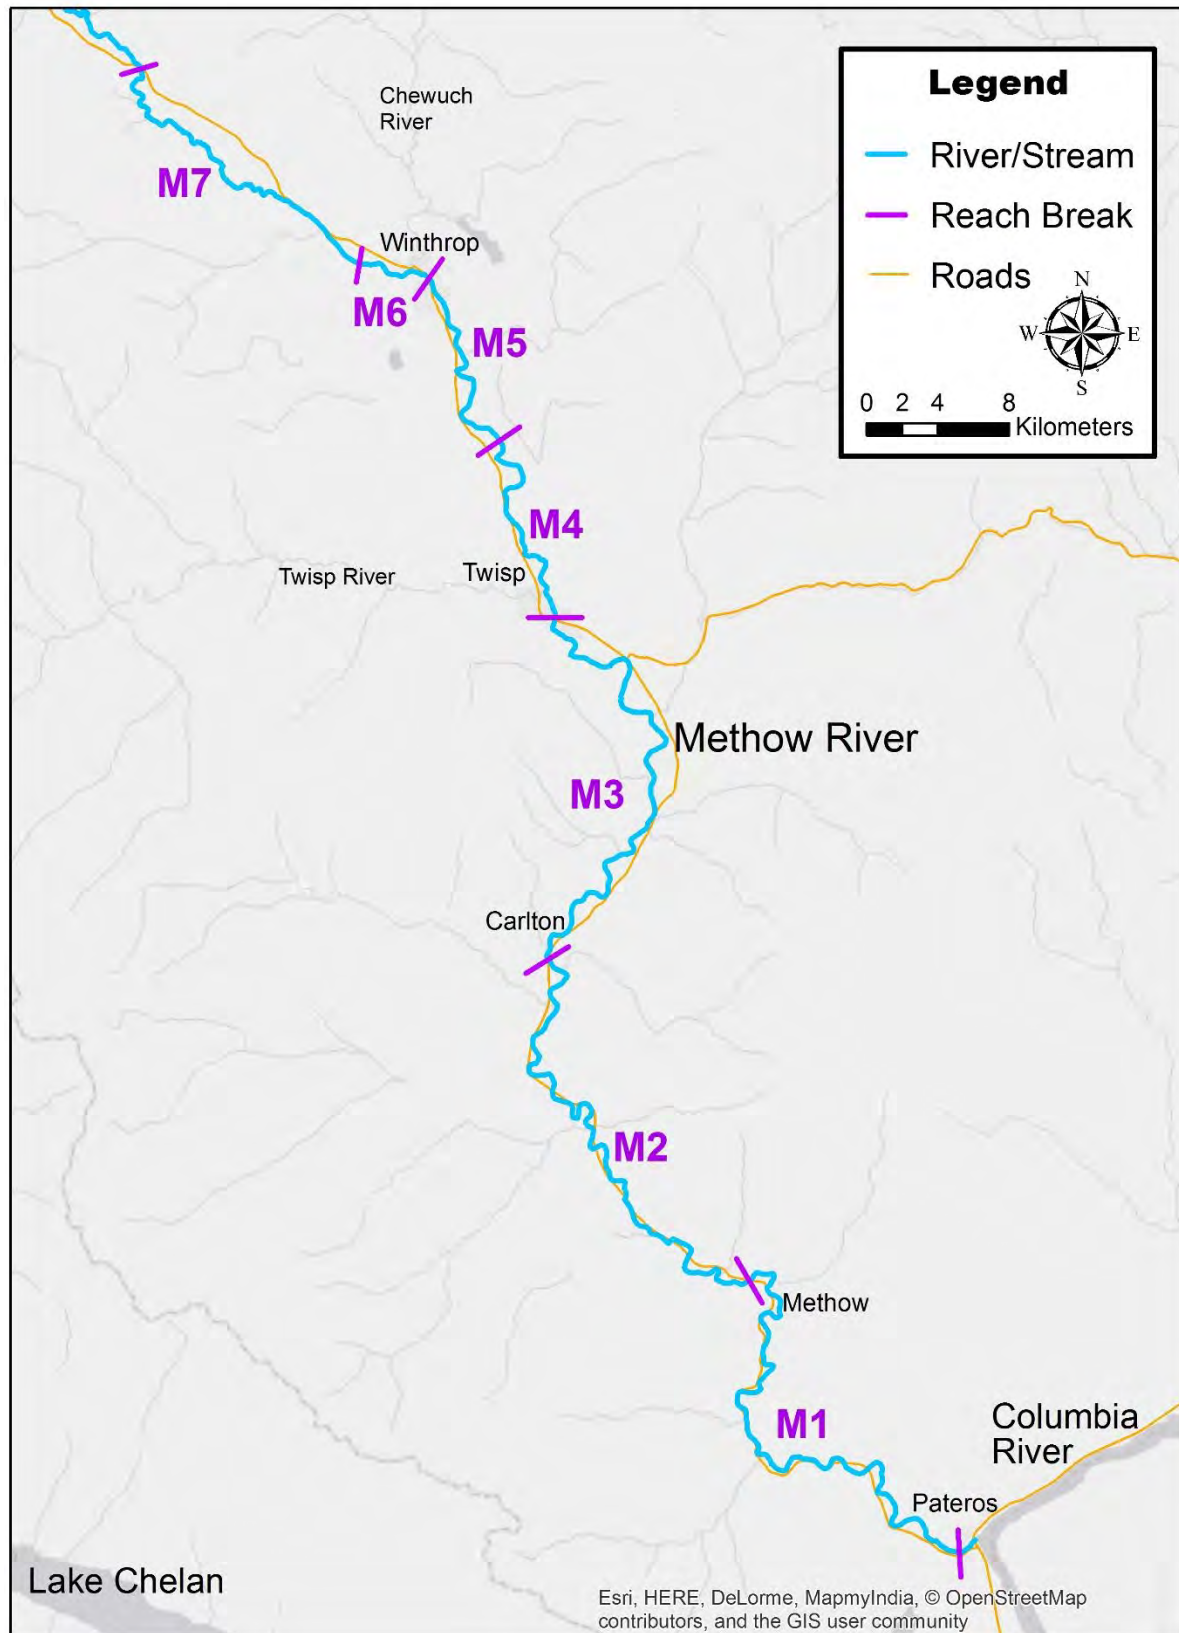 Legend
River/Stream
Reach Break
Roads
N
W
E
S
0 2 4 8
Kilometers
Chewuch
River
M7
Winthrop
M6
M5
M4
Twisp River
Twisp
Methow River
M3
Carlton
M2
Methow
M1
Columbia
River
Pateros
Lake Chelan
Esri, HERE, DeLorme, MapmyIndia, © OpenStreetMap
contributors, and the GIS user community